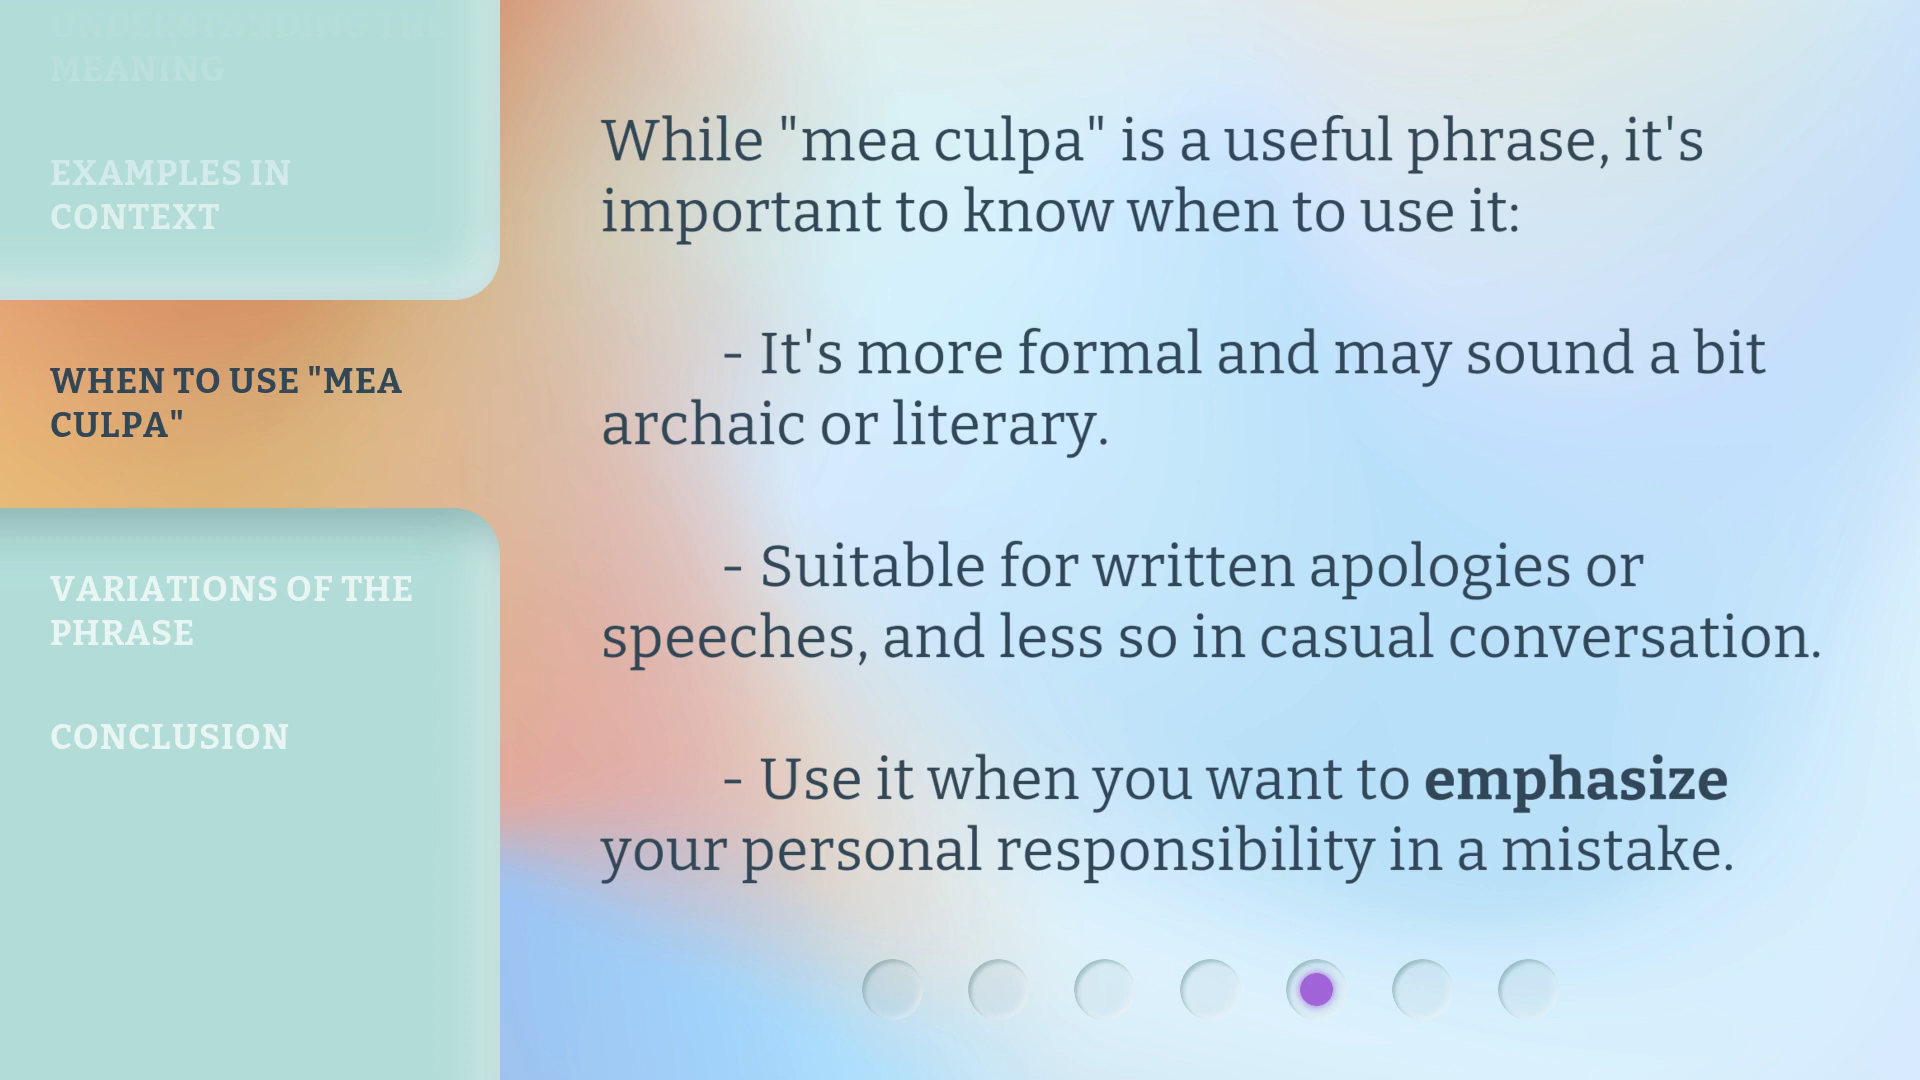 UNDERSTANDING THE
MEANING
EXAMPLES IN
CONTEXT
WHEN TO USE "MEA
CULPA"
VARIATIONS OF THE
PHRASE
CONCLUSION
While "mea culpa" is a useful phrase, it's
important to know when to use it:
- It's more formal and may sound a bit
archaic or literary.
- Suitable for written apologies or
speeches, and less so in casual conversation.
- Use it when you want to emphasize
your personal responsibility in a mistake.